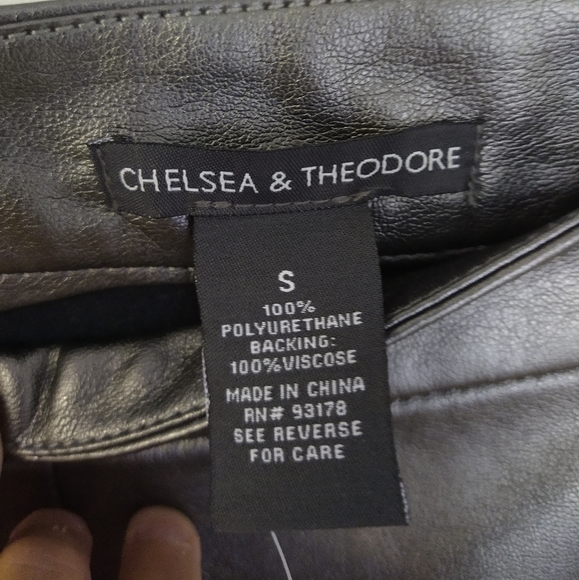 CHELSEA & THEODORE
S
100%
POLYURETHANE
BACKING:
100%VISCOSE
MADE IN CHINA
RN# 93178
SEE REVERSE
FOR CARE